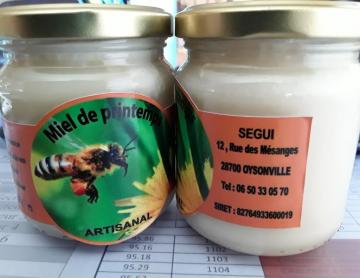 Miel de printemps
ARTISANAL
SEGUI
12 , Rue des Mésanges
28700 OYSONVILLE
Tel : 06 50 33 05 70
SIRET : 82764933600019
95.16
95.18
95.29
1102
1103
1104